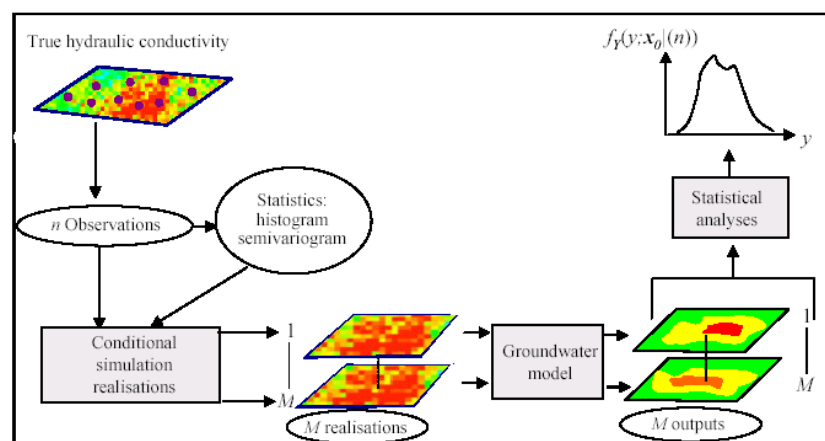 True hydraulic conductivity
n Observations
Statistics:
histogram
semivariogram
Conditional
simulation
realisations
1
M
M realisations
Groundwater
model
1
M
M outputs
Statistical
analyses
f_Y(y;x_0|(n)
y